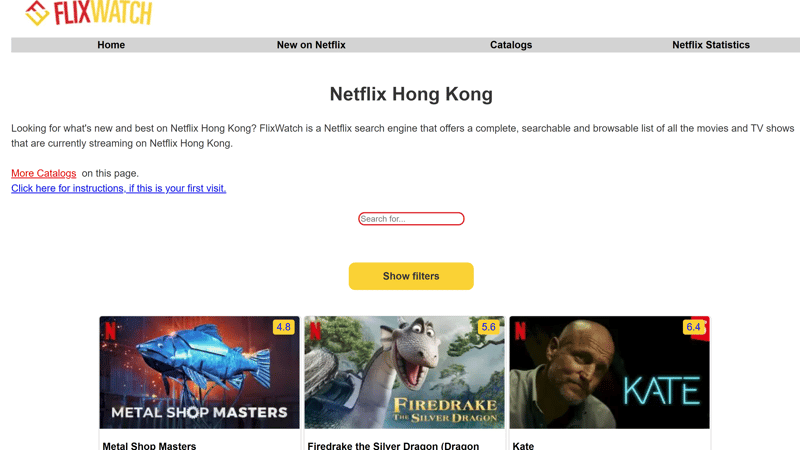 FLIXWATCH
Home New on Netflix Catalogs Netflix Statistics
Netflix Hong Kong
Looking for what's new and best on Netflix Hong Kong? FlixWatch is a Netflix search engine that offers a complete, searchable and browsable list of all the movies and TV shows
that are currently streaming on Netflix Hong Kong.
More Catalogs on this page.
Click here for instructions, if this is your first visit.
Search for...
Show filters
N 4.8 N 5.6 N 6.4
METAL SHOP MASTERS
FIREDRAKE
THE SILVER DRAGON
KATE
Metal Shop Masters Firedrake the Silver Dragon (Dragon Kate